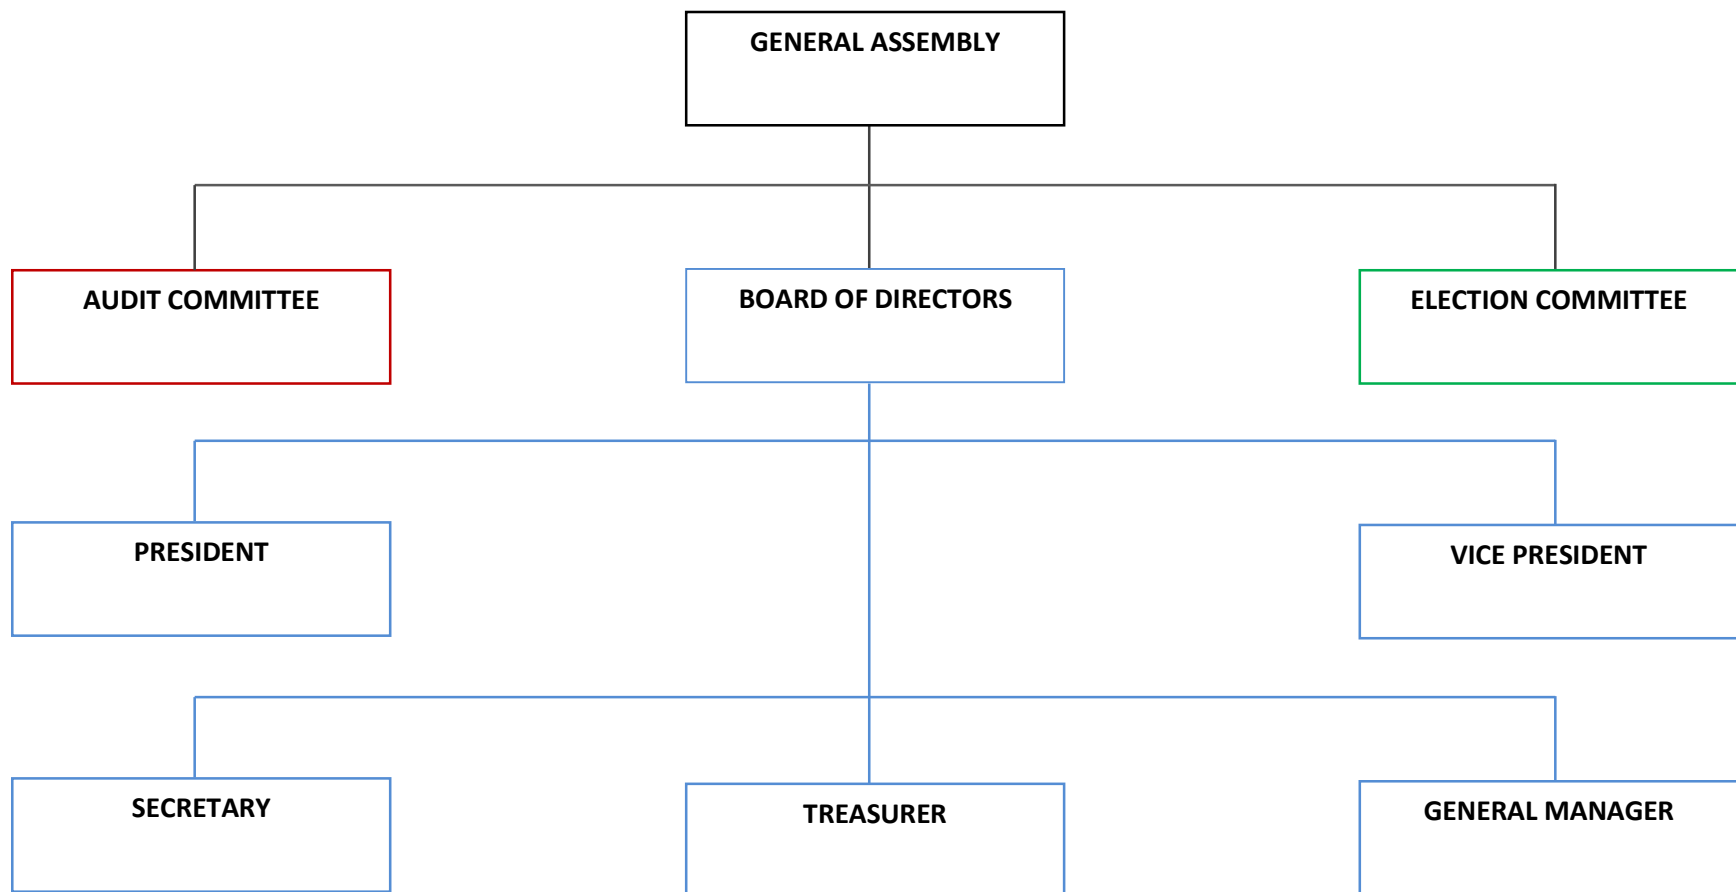 GENERAL ASSEMBLY
AUDIT COMMITTEE
BOARD OF DIRECTORS
ELECTION COMMITTEE
PRESIDENT
VICE PRESIDENT
SECRETARY
TREASURER
GENERAL MANAGER